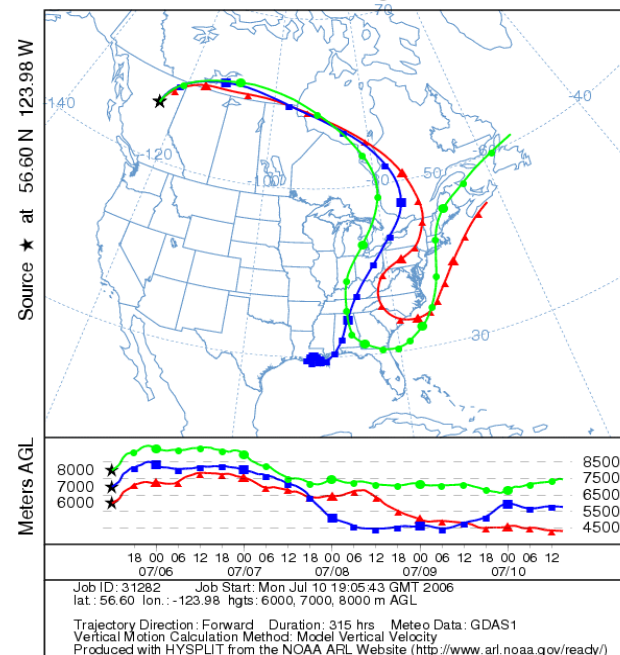 -70
-140
-40
-60
-120
-50
-100
-80
30
Source ★ at 56.60 N 123.98 W
Meters AGL
8000
7000
6000
8500
7500
6500
5500
4500
18 00 06 12 18 00 06 12 18 00 06 12 18 00 06 12 18 00 06 12
07/06 07/07 07/08 07/09 07/10
Job ID: 31282 Job Start: Mon Jul 10 19:05:43 GMT 2006
lat.: 56.60 lon.: -123.98 hgts: 6000, 7000, 8000 m AGL
Trajectory Direction: Forward Duration: 315 hrs Meteo Data: GDAS1
Vertical Motion Calculation Method: Model Vertical Velocity
Produced with HYSPLIT from the NOAA ARL Website (http://www.arl.noaa.gov/ready/)